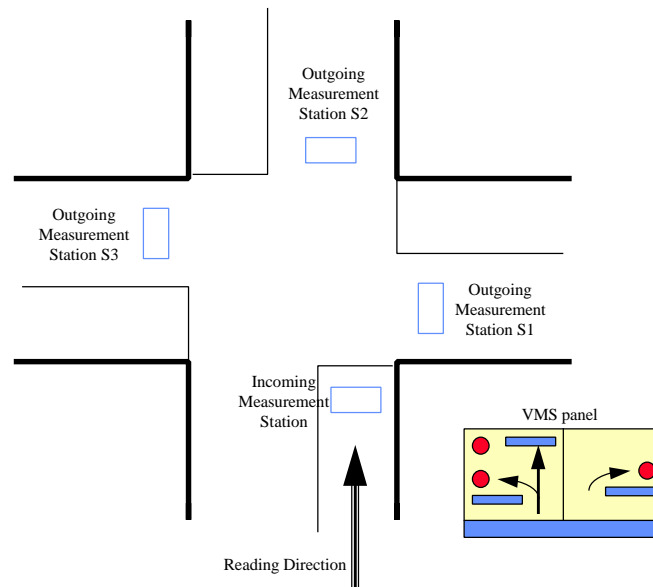 Outgoing
Measurement
Station S2
Outgoing
Measurement
Station S3
Outgoing
Measurement
Station S1
Incoming
Measurement
Station
VMS panel
Reading Direction